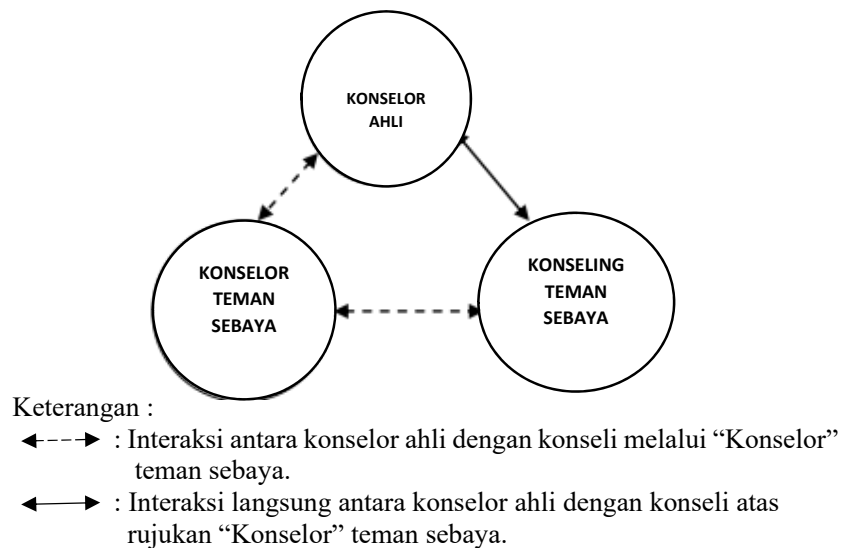 KONSELOR
AHLI
KONSELOR
TEMAN
SEBAYA
KONSELING
TEMAN
SEBAYA
Keterangan :
: Interaksi antara konselor ahli dengan konseli melalui “Konselor”
teman sebaya.
: Interaksi langsung antara konselor ahli dengan konseli atas
rujukan “Konselor” teman sebaya.